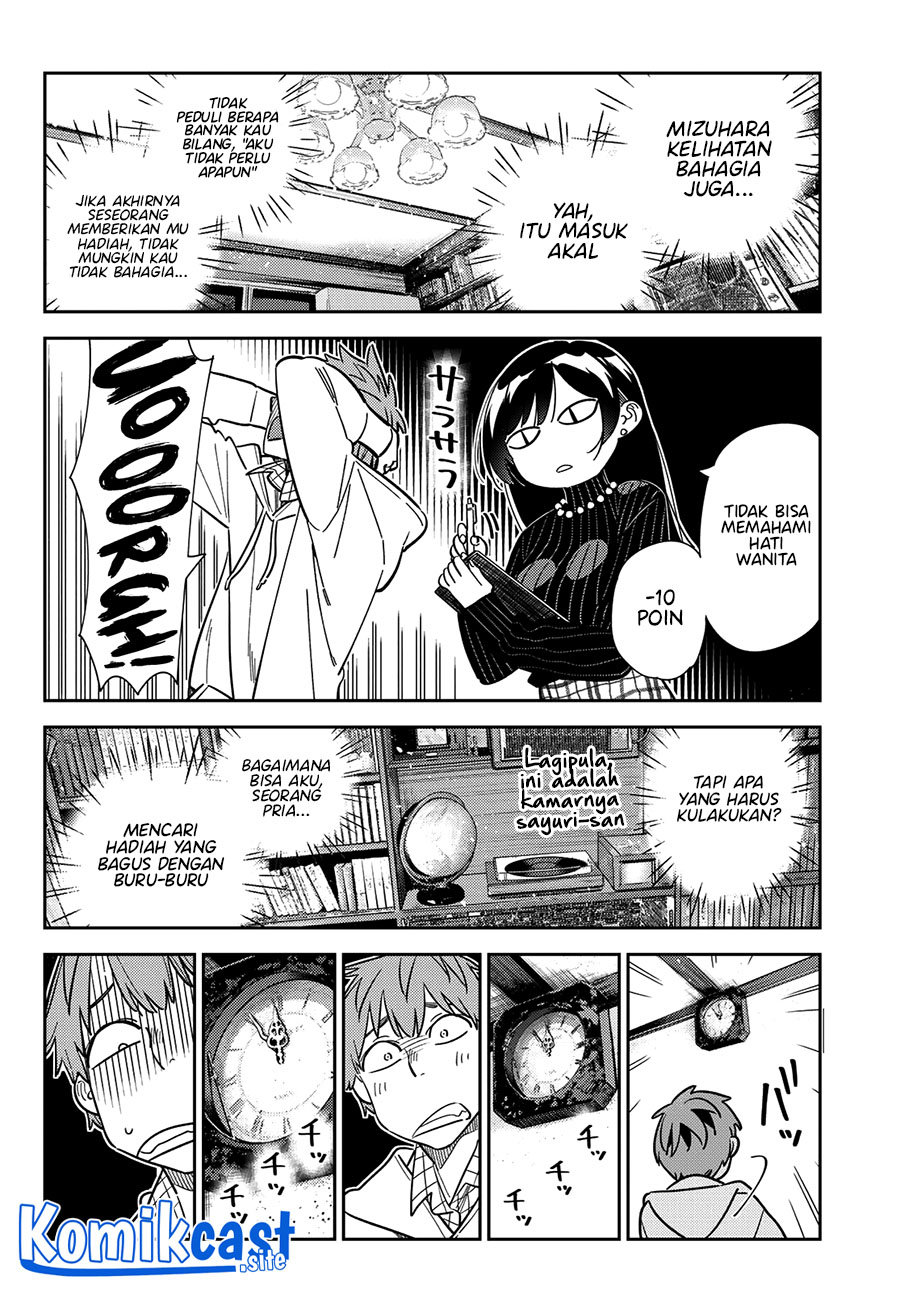 MIZUHARA
KELIHATAN
BAHAGIA
JUGA...
YAH,
ITU MASUK
AKAL
TIDAK
PEDULI BERAPA
BANYAK KAU
BILANG, "AKU
TIDAK PERLU
APAPUN"
JIKA AKHIRNYA
SESEORANG
MEMBERIKAN MU
HADIAH, TIDAK
MUNGKIN KAU
TIDAK BAHAGIA...
TIDAK BISA
MEMAHAMI
HATI
WANITA
-10
POIN
サラサラ
UOORGH!
TAPI APA
YANG HARUS
KULAKUKAN?
Lagipula,
ini adalah
kamarnya
sayuri-san
BAGAIMANA
BISA AKU,
SEORANG
PRIA...
MENCARI
HADIAH YANG
BAGUS DENGAN
BURU-BURU
バッ
チッ
チッ
チッ
チッ
チッ
チッ
Komikcast
.site